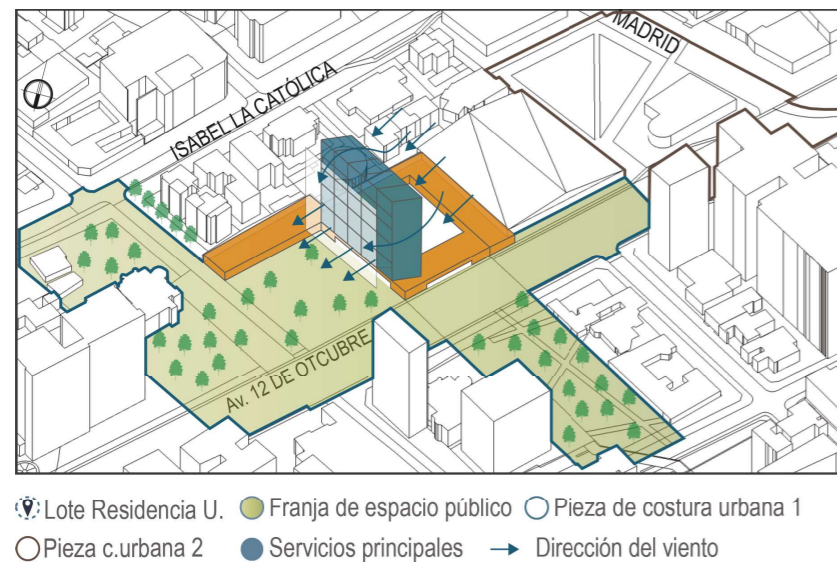 MADRID
ISABEL LA CATÓLICA
Av. 12 DE OTCUBRE
Lote Residencia U. Franja de espacio público Pieza de costura urbana 1
Pieza c.urbana 2 Servicios principales Dirección del viento